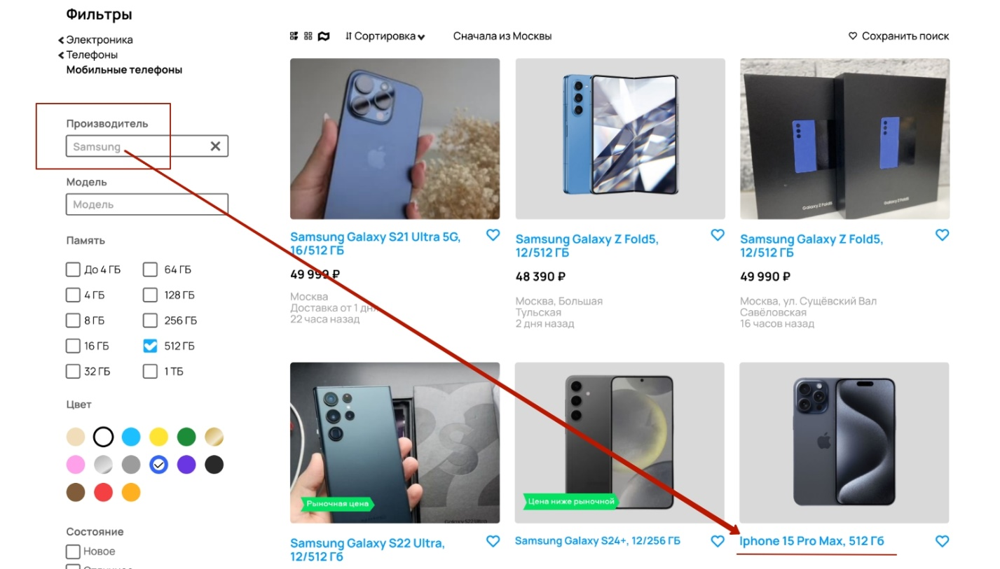 Фильтры
Электроника
Телефоны
Мобильные телефоны
Производитель
Samsung
Модель
Модель
Память
До 4 ГБ
64 ГБ
4 ГБ
128 ГБ
8 ГБ
256 ГБ
16 ГБ
512 ГБ
32 ГБ
1 ТБ
Цвет
Состояние
Новое
Сортировка
Сначала из Москвы
Сохранить поиск
Samsung Galaxy S21 Ultra 5G,
16/512 ГБ
49 999 ₽
Москва
Доставка от 1 дня
22 часа назад
Samsung Galaxy Z Fold5,
12/512 ГБ
48 390 ₽
Москва, Большая
Тульская
2 дня назад
Galaxy Z Fold5
Galaxy Z Fold5
Samsung Galaxy Z Fold5,
12/512 ГБ
49 990 ₽
Москва, ул. Сущёвский Вал
Савёловская
16 часов назад
Рыночная цена
Galaxy S22 Ultra
Samsung Galaxy S22 Ultra,
12/512 Гб
Цена ниже рыночной
Samsung Galaxy S24+, 12/256 ГБ
Iphone 15 Pro Max, 512 Гб